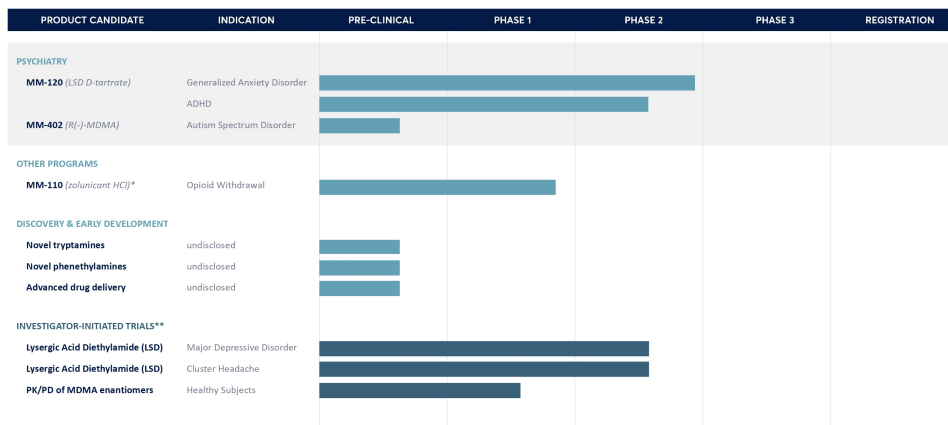 PRODUCT CANDIDATE INDICATION PRE-CLINICAL PHASE 1 PHASE 2 PHASE 3 REGISTRATION
PSYCHIATRY
MM-120 (LSD D-tartrate) Generalized Anxiety Disorder
ADHD
MM-402 (R(-)-MDMA) Autism Spectrum Disorder
OTHER PROGRAMS
MM-110 (zolunicant HCl)* Opioid Withdrawal
DISCOVERY & EARLY DEVELOPMENT
Novel tryptamines undisclosed
Novel phenethylamines undisclosed
Advanced drug delivery undisclosed
INVESTIGATOR-INITIATED TRIALS**
Lysergic Acid Diethylamide (LSD) Major Depressive Disorder
Lysergic Acid Diethylamide (LSD) Cluster Headache
PK/PD of MDMA enantiomers Healthy Subjects